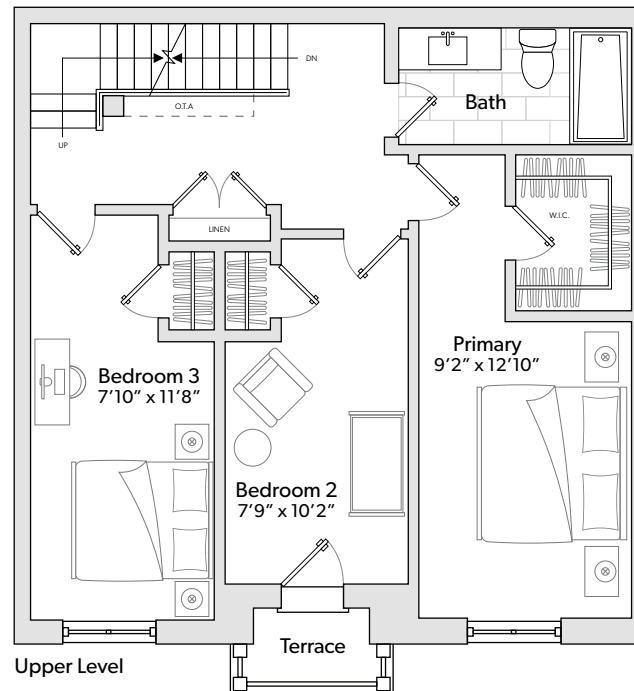 DN
O.T.A
UP
Bath
LINEN
W.I.C.
Primary
9’2” x 12’10”
Bedroom 3
7’10” x 11’8”
Bedroom 2
7’9” x 10’2”
Terrace
Upper Level